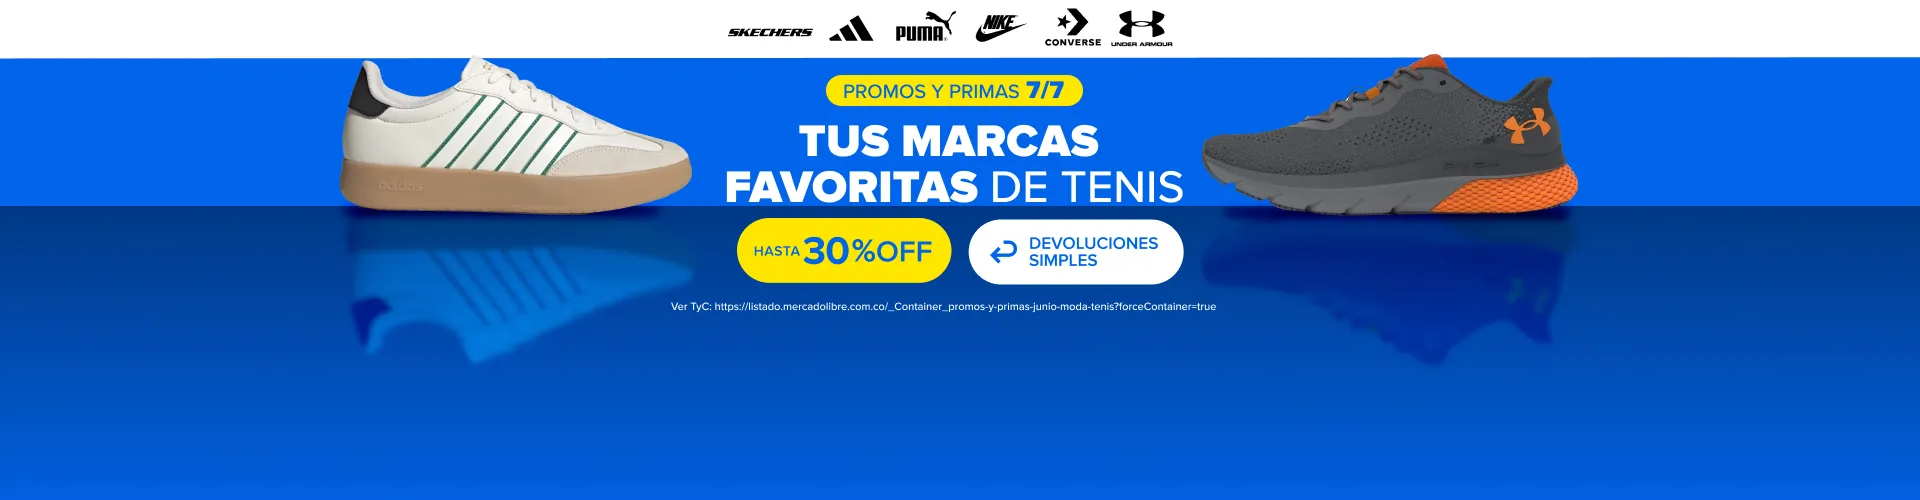 SKECHERS PUMA NIKE CONVERSE UNDER ARMOUR
PROMOS Y PRIMAS 7/7
TUS MARCAS
FAVORITAS DE TENIS
adidas
HASTA 30% OFF
DEVOLUCIONES
SIMPLES
Ver TyC: https://listado.mercadolibre.com.co/_Container_promos-y-primas-junio-moda-tenis?forceContainer=true